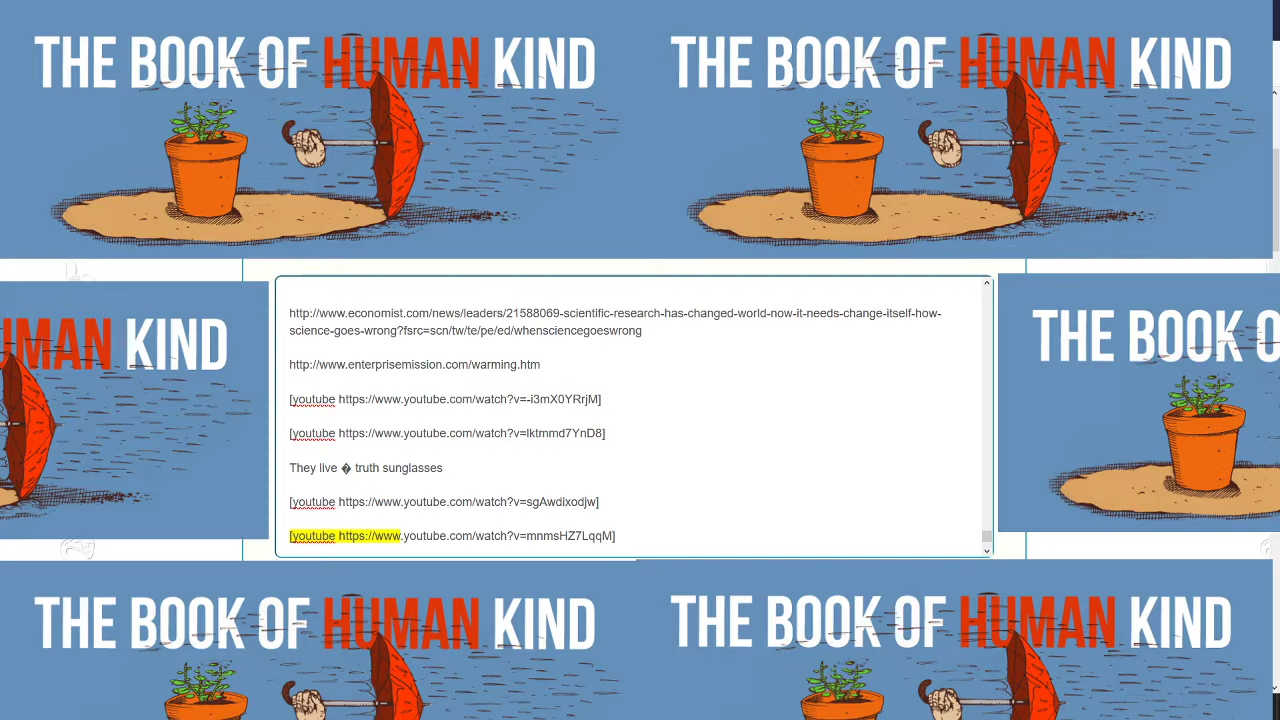 THE BOOK OF HUMAN KIND
THE BOOK OF HUMAN KIND
http://www.economist.com/news/leaders/21588069-scientific-research-has-changed-world-now-it-needs-change-itself-how-
science-goes-wrong?fsrc=scn/tw/te/pe/ed/whensciencegoeswrong
http://www.enterprisemission.com/warming.htm
[youtube https://www.youtube.com/watch?v=-i3mX0YRrjM]
[youtube https://www.youtube.com/watch?v=lktmmd7YnD8]
They live � truth sunglasses
[youtube https://www.youtube.com/watch?v=sgAwdixodjw]
[youtube https://www.youtube.com/watch?v=mnmsHZ7LqqM]
UMAN KIND
THE BOOK O
THE BOOK OF HUMAN KIND
THE BOOK OF HUMAN KIND